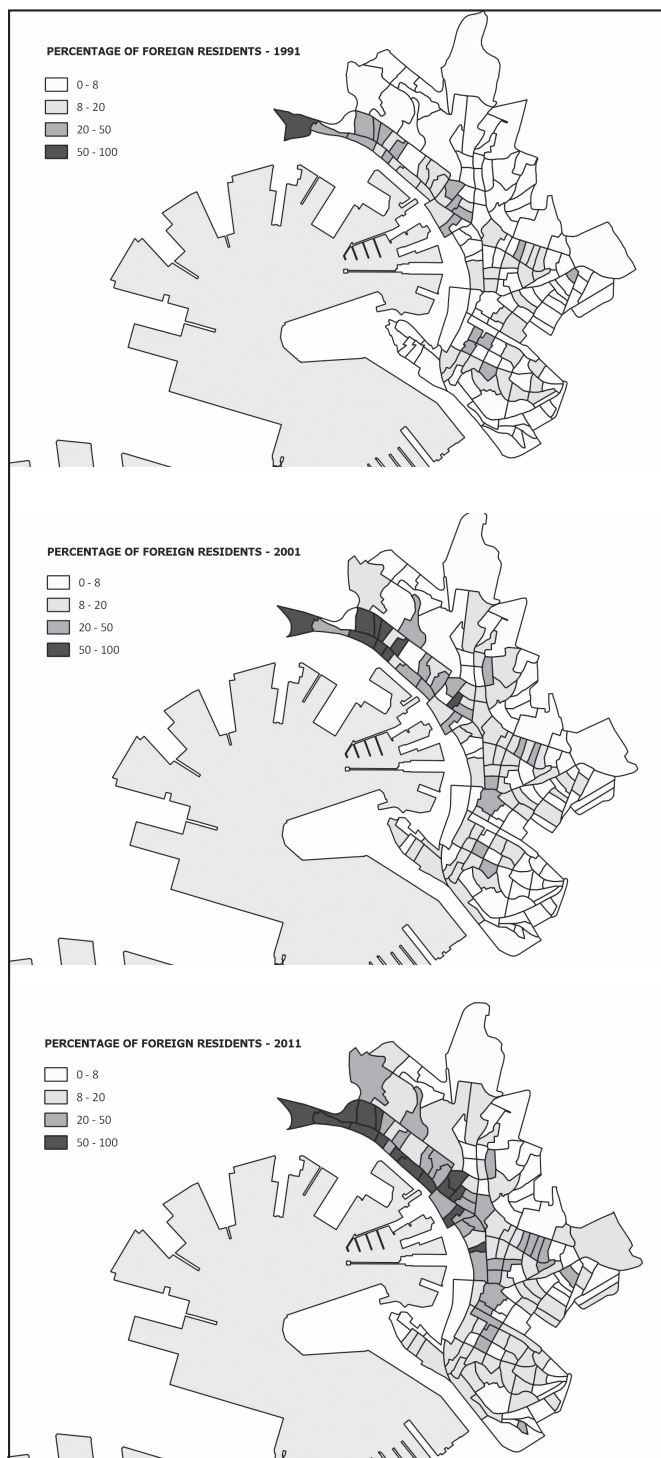 PERCENTAGE OF FOREIGN RESIDENTS - 1991
0 - 8
8 - 20
20 - 50
50 - 100
PERCENTAGE OF FOREIGN RESIDENTS - 2001
0 - 8
8 - 20
20 - 50
50 - 100
PERCENTAGE OF FOREIGN RESIDENTS - 2011
0 - 8
8 - 20
20 - 50
50 - 100